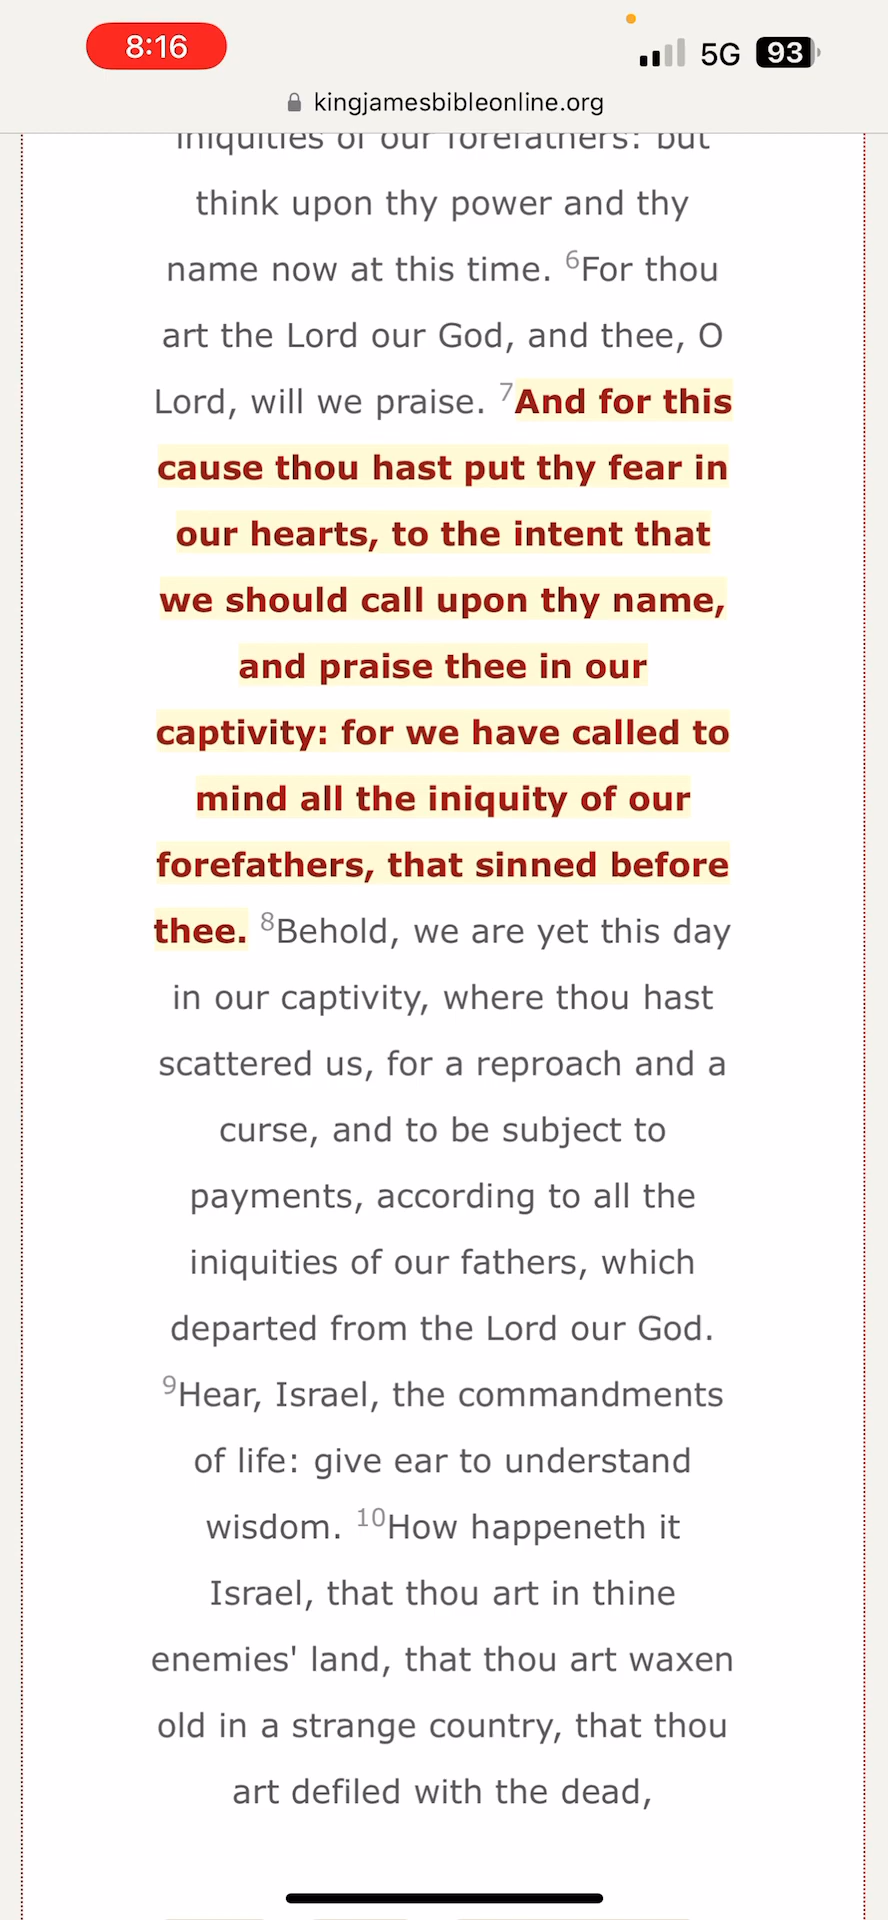 8:16
5G 93
kingjamesbibleonline.org
iniquities of our forefathers: but
think upon thy power and thy
name now at this time. 6For thou
art the Lord our God, and thee, O
Lord, will we praise. 7And for this
cause thou hast put thy fear in
our hearts, to the intent that
we should call upon thy name,
and praise thee in our
captivity: for we have called to
mind all the iniquity of our
forefathers, that sinned before
thee. 8Behold, we are yet this day
in our captivity, where thou hast
scattered us, for a reproach and a
curse, and to be subject to
payments, according to all the
iniquities of our fathers, which
departed from the Lord our God.
9Hear, Israel, the commandments
of life: give ear to understand
wisdom. 10How happeneth it
Israel, that thou art in thine
enemies' land, that thou art waxen
old in a strange country, that thou
art defiled with the dead,